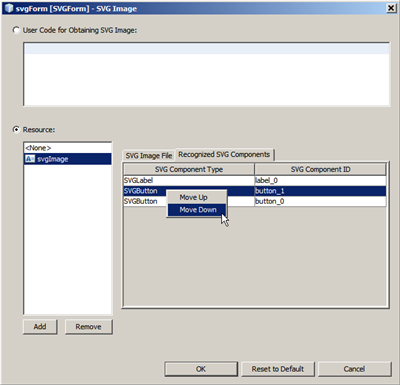 svgForm [SVGForm] - SVG Image
User Code for Obtaining SVG Image:
Resource:
<None>
svgImage
SVG Image File Recognized SVG Components
SVG Component Type SVG Component ID
SVGLabel label_0
SVGButton button_1
SVGButton button_0
Move Up
Move Down
Add Remove
OK Reset to Default Cancel